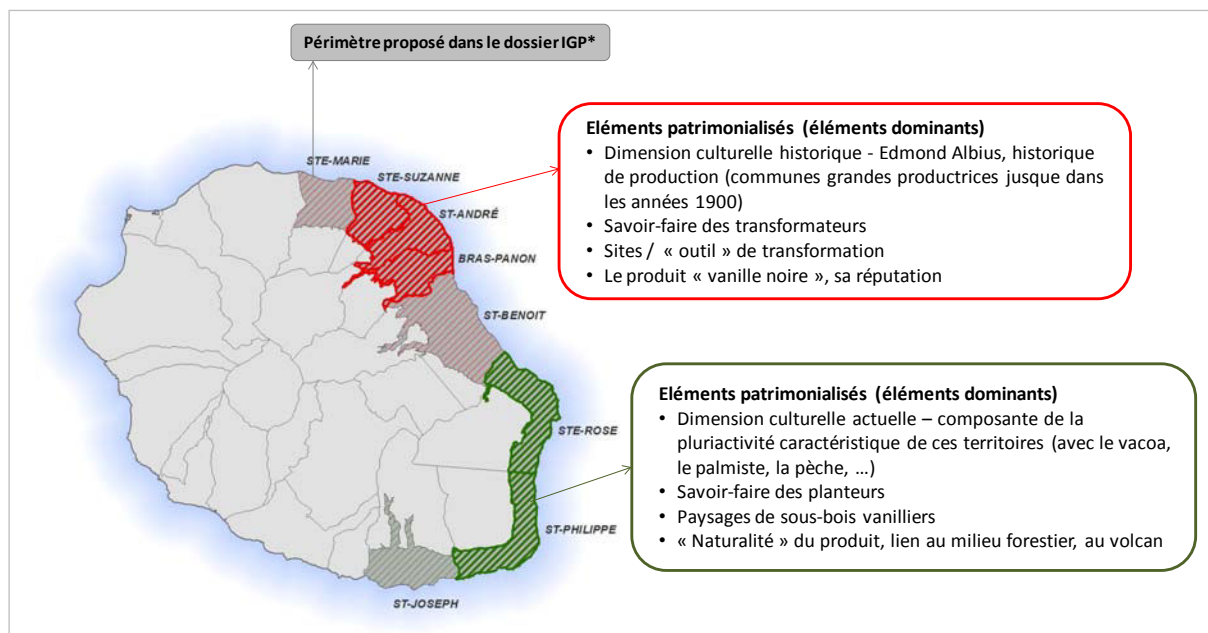 Périmètre proposé dans le dossier IGP*
STE-MARIE
STE-SUZANNE
ST-ANDRÉ
BRAS-PANON
ST-BENOIT
STE-ROSE
ST-PHILIPPE
ST-JOSEPH
Eléments patrimonialisés (éléments dominants)
• Dimension culturelle historique - Edmond Albius, historique
de production (communes grandes productrices jusque dans
les années 1900)
• Savoir-faire des transformateurs
• Sites / « outil » de transformation
• Le produit « vanille noire », sa réputation
Eléments patrimonialisés (éléments dominants)
• Dimension culturelle actuelle – composante de la
pluriactivité caractéristique de ces territoires (avec le vacoa,
le palmiste, la pêche, …)
• Savoir-faire des planteurs
• Paysages de sous-bois vanilliers
• « Naturalité » du produit, lien au milieu forestier, au volcan